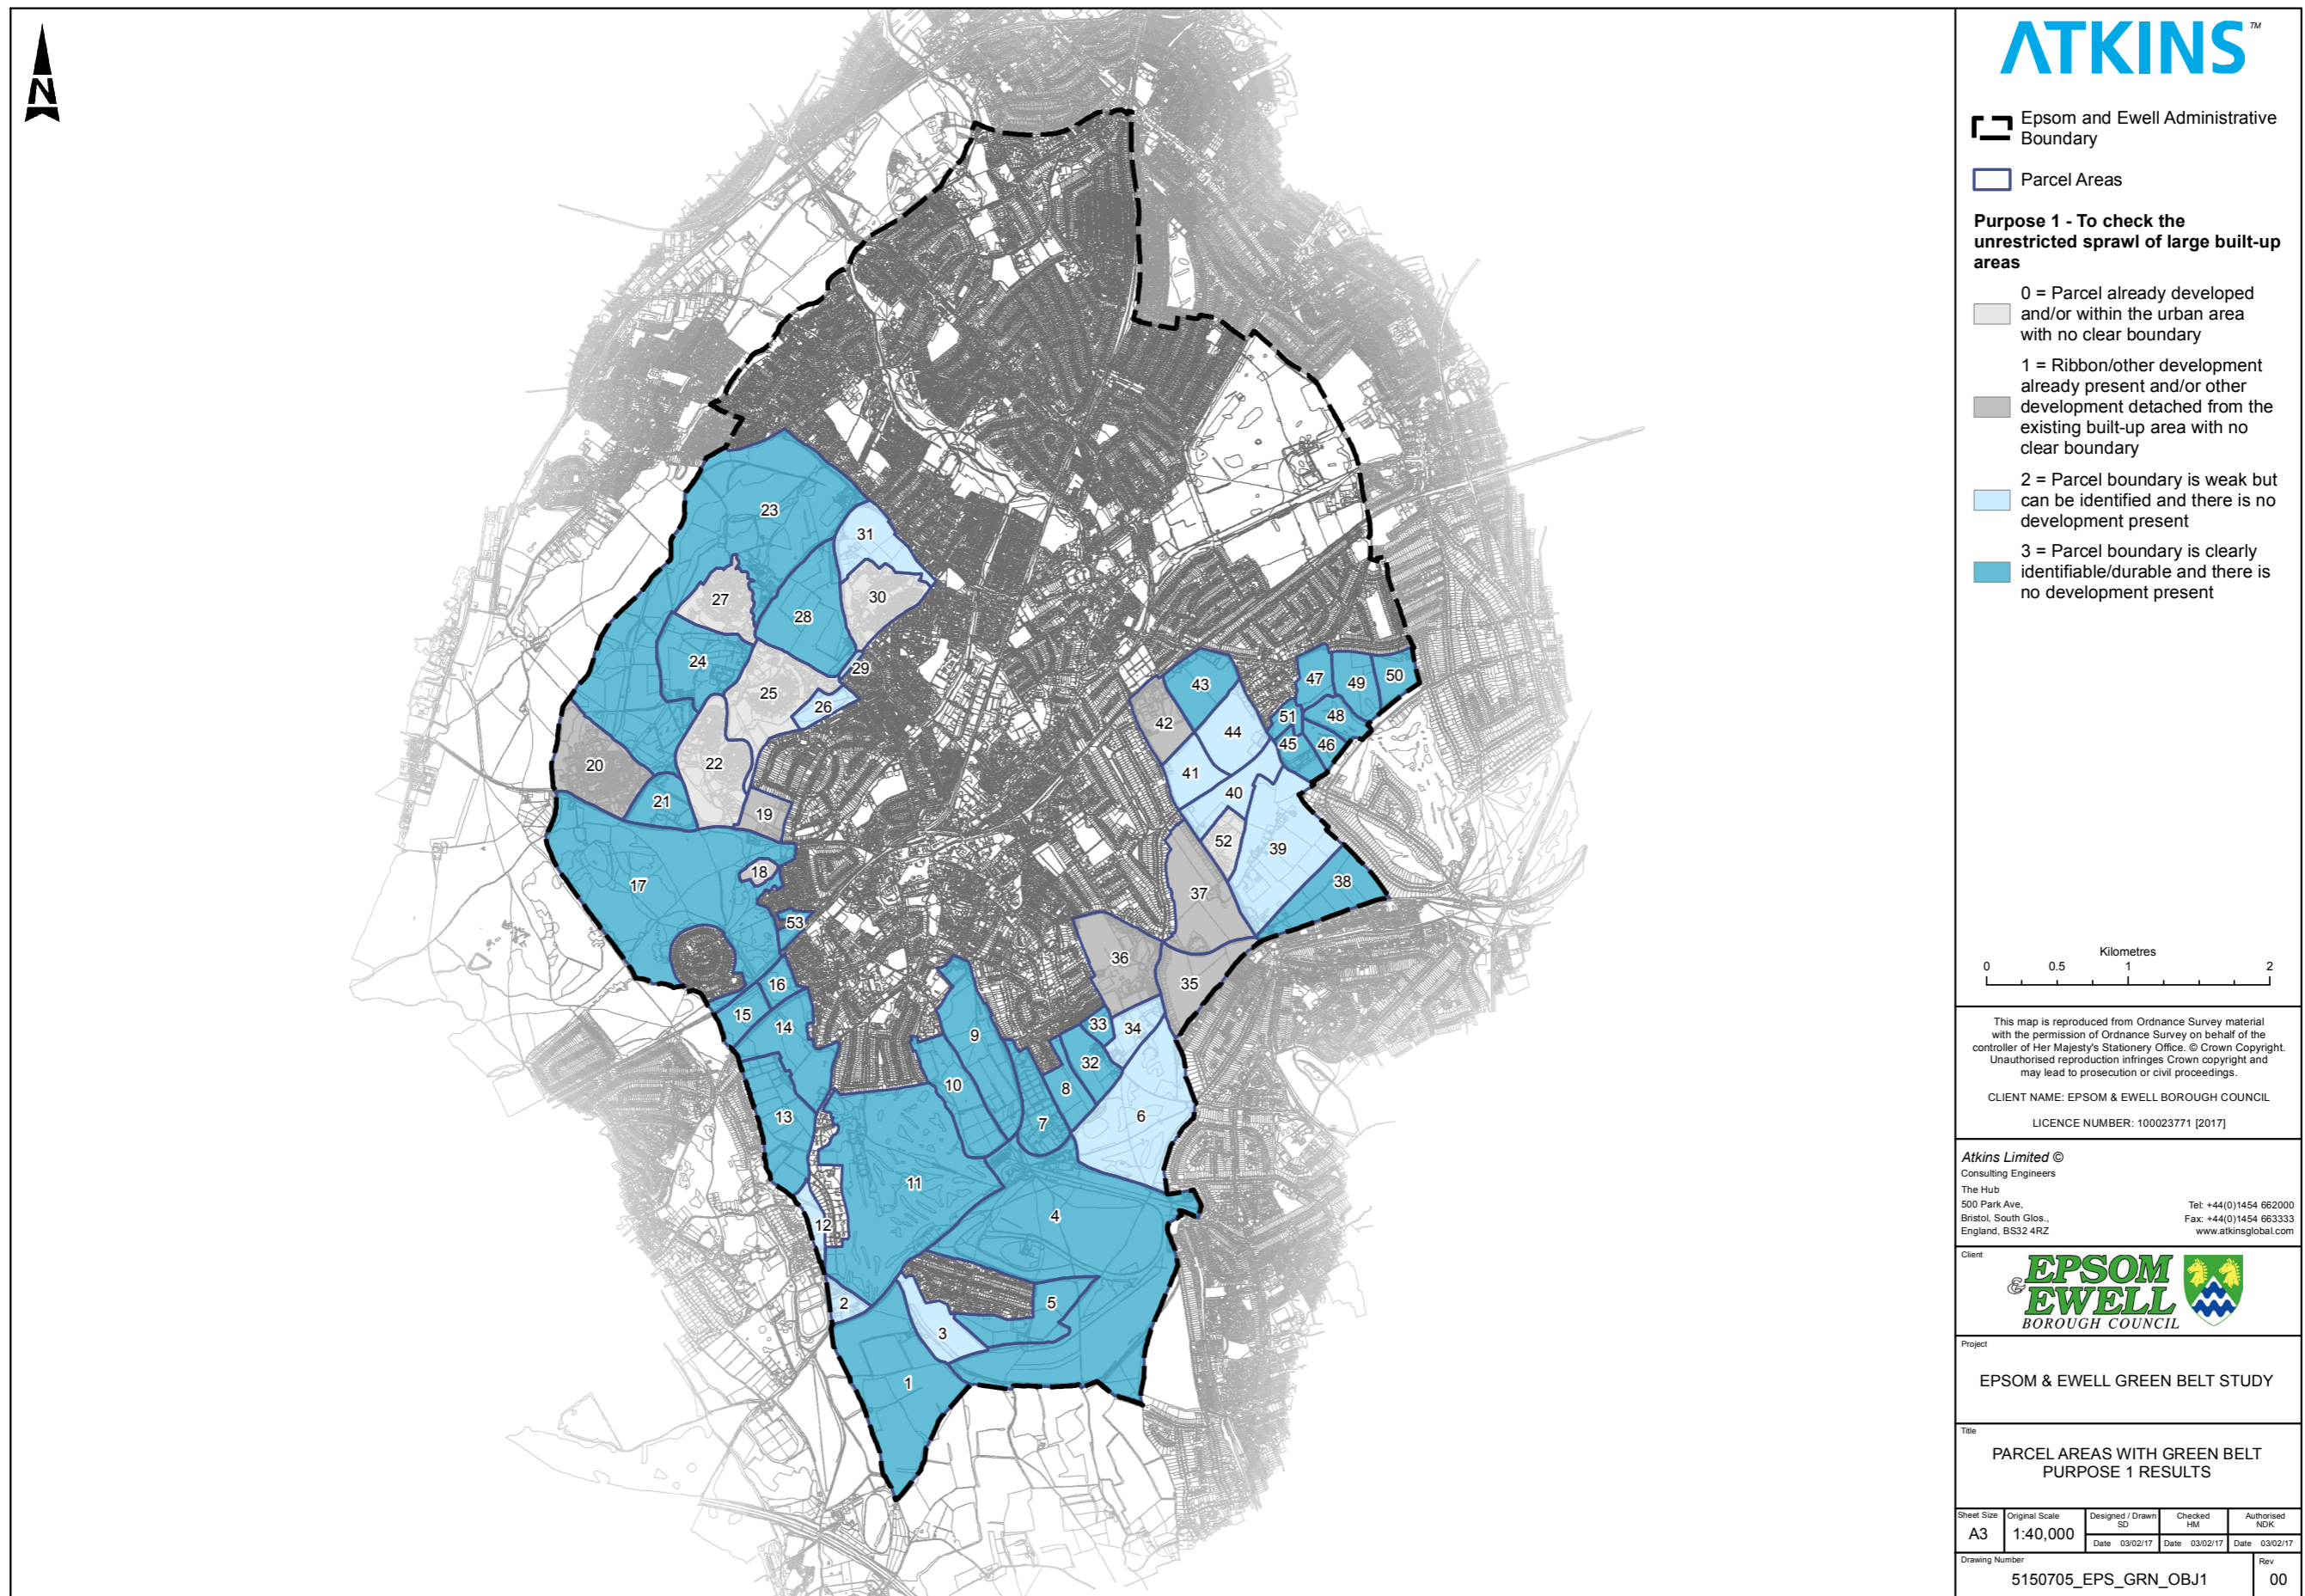 N
23
31
27
30
28
24
29
25
26
43
47
49
50
42
51
48
44
45
46
20
22
41
21
40
19
52
39
18
17
38
37
53
36
16
35
15
14
33
34
9
32
10
8
13
7
6
11
12
4
2
5
3
1
ATKINS™
Epsom and Ewell Administrative
Boundary
Parcel Areas
Purpose 1 - To check the
unrestricted sprawl of large built-up
areas
0 = Parcel already developed
and/or within the urban area
with no clear boundary
1 = Ribbon/other development
already present and/or other
development detached from the
existing built-up area with no
clear boundary
2 = Parcel boundary is weak but
can be identified and there is no
development present
3 = Parcel boundary is clearly
identifiable/durable and there is
no development present
Kilometres
0 0.5 1 2
This map is reproduced from Ordnance Survey material
with the permission of Ordnance Survey on behalf of the
controller of Her Majesty's Stationery Office. © Crown Copyright.
Unauthorised reproduction infringes Crown copyright and
may lead to prosecution or civil proceedings.
CLIENT NAME: EPSOM & EWELL BOROUGH COUNCIL
LICENCE NUMBER: 100023771 [2017]
Atkins Limited ©
Consulting Engineers
The Hub
500 Park Ave, Tel: +44(0)1454 662000
Bristol, South Glos., Fax: +44(0)1454 663333
England, BS32 4RZ www.atkinsglobal.com
Client
EPSOM
& EWELL
BOROUGH COUNCIL
Project
EPSOM & EWELL GREEN BELT STUDY
Title
PARCEL AREAS WITH GREEN BELT
PURPOSE 1 RESULTS
Sheet Size Original Scale Designed / Drawn Checked Authorised
SD HM NDK
A3 1:40,000
Date 03/02/17 Date 03/02/17 Date 03/02/17
Drawing Number Rev
5150705_EPS_GRN_OBJ1 00